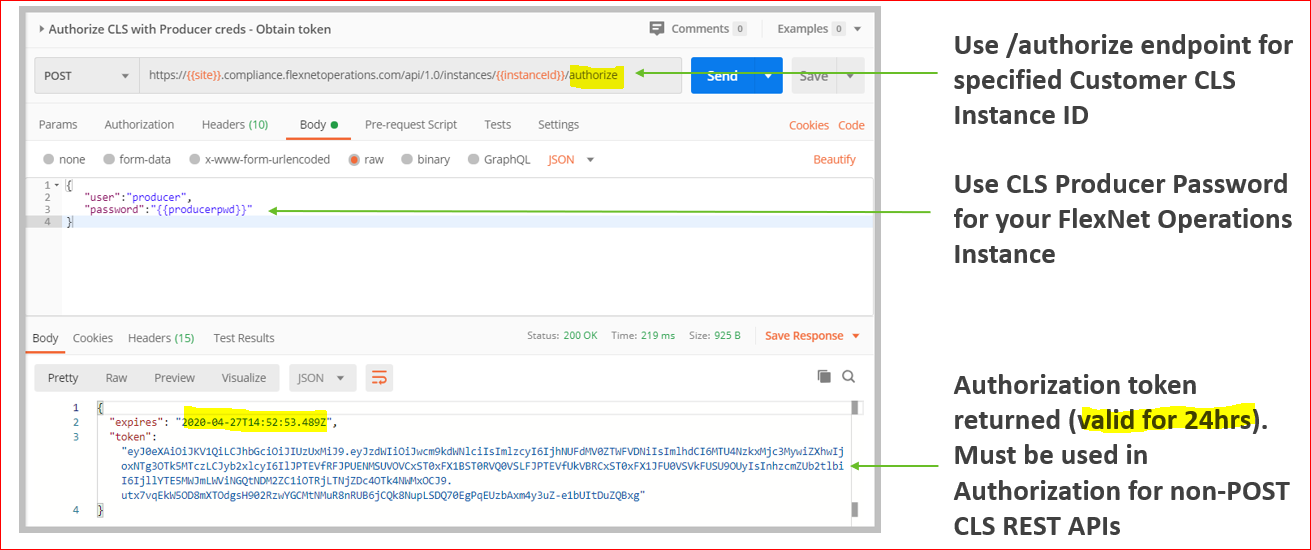 Authorize CLS with Producer creds - Obtain token
Comments 0
Examples 0
POST
https://{{site}}.compliance.flexnetoperations.com/api/1.0/instances/{{instanceId}}/authorize
Send
Save
Params Authorization Headers (10) Body Pre-request Script Tests Settings
Cookies Code
none form-data x-www-form-urlencoded raw binary GraphQL JSON
Beautify
1 {
2 "user":"producer",
3 "password":"{{producerpwd}}"
4 }
Body Cookies Headers (15) Test Results
Status: 200 OK Time: 219 ms Size: 925 B
Save Response
Pretty Raw Preview Visualize JSON
1 {
2 "expires": "2020-04-27T14:52:53.489Z",
3 "token":
4 }
Use /authorize endpoint for
specified Customer CLS
Instance ID
Use CLS Producer Password
for your FlexNet Operations
Instance
Authorization token
returned (valid for 24hrs).
Must be used in
Authorization for non-POST
CLS REST APIs